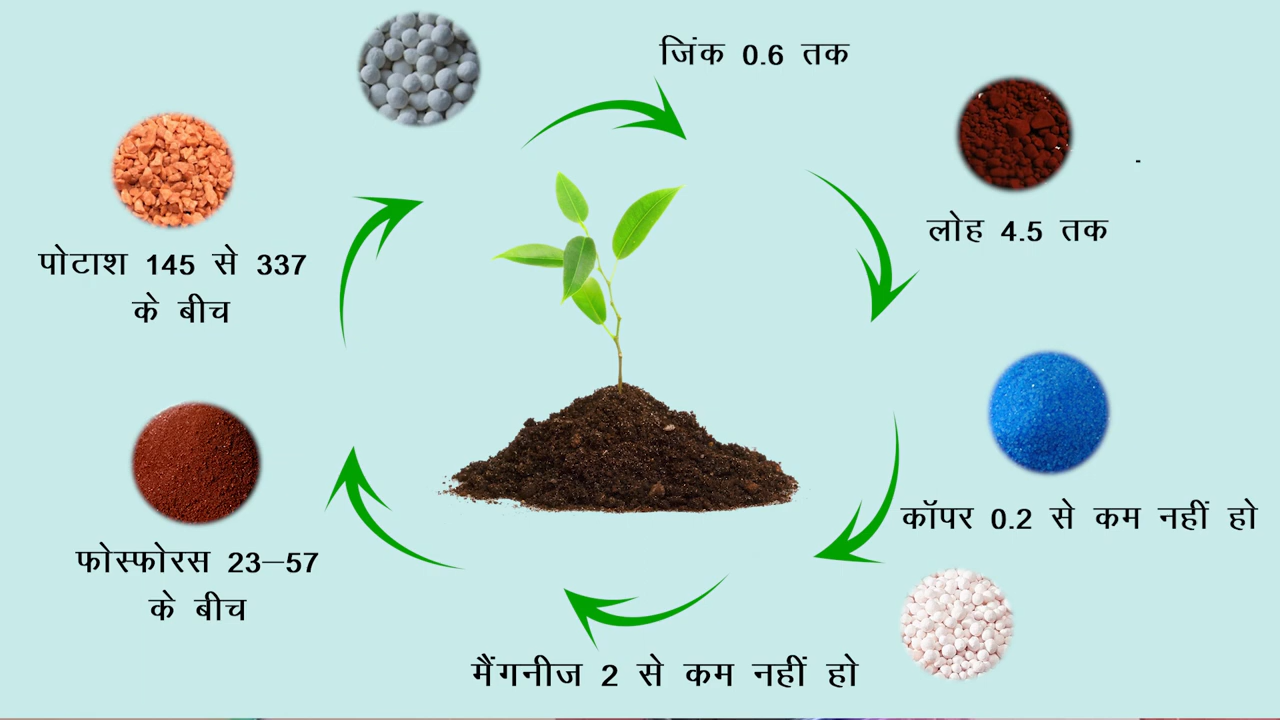 जिंक 0.6 तक
लोह 4.5 तक
पोटाश 145 से 337
के बीच
कॉपर 0.2 से कम नहीं हो
फोस्फोरस 23–57
के बीच
मैंगनीज 2 से कम नहीं हो